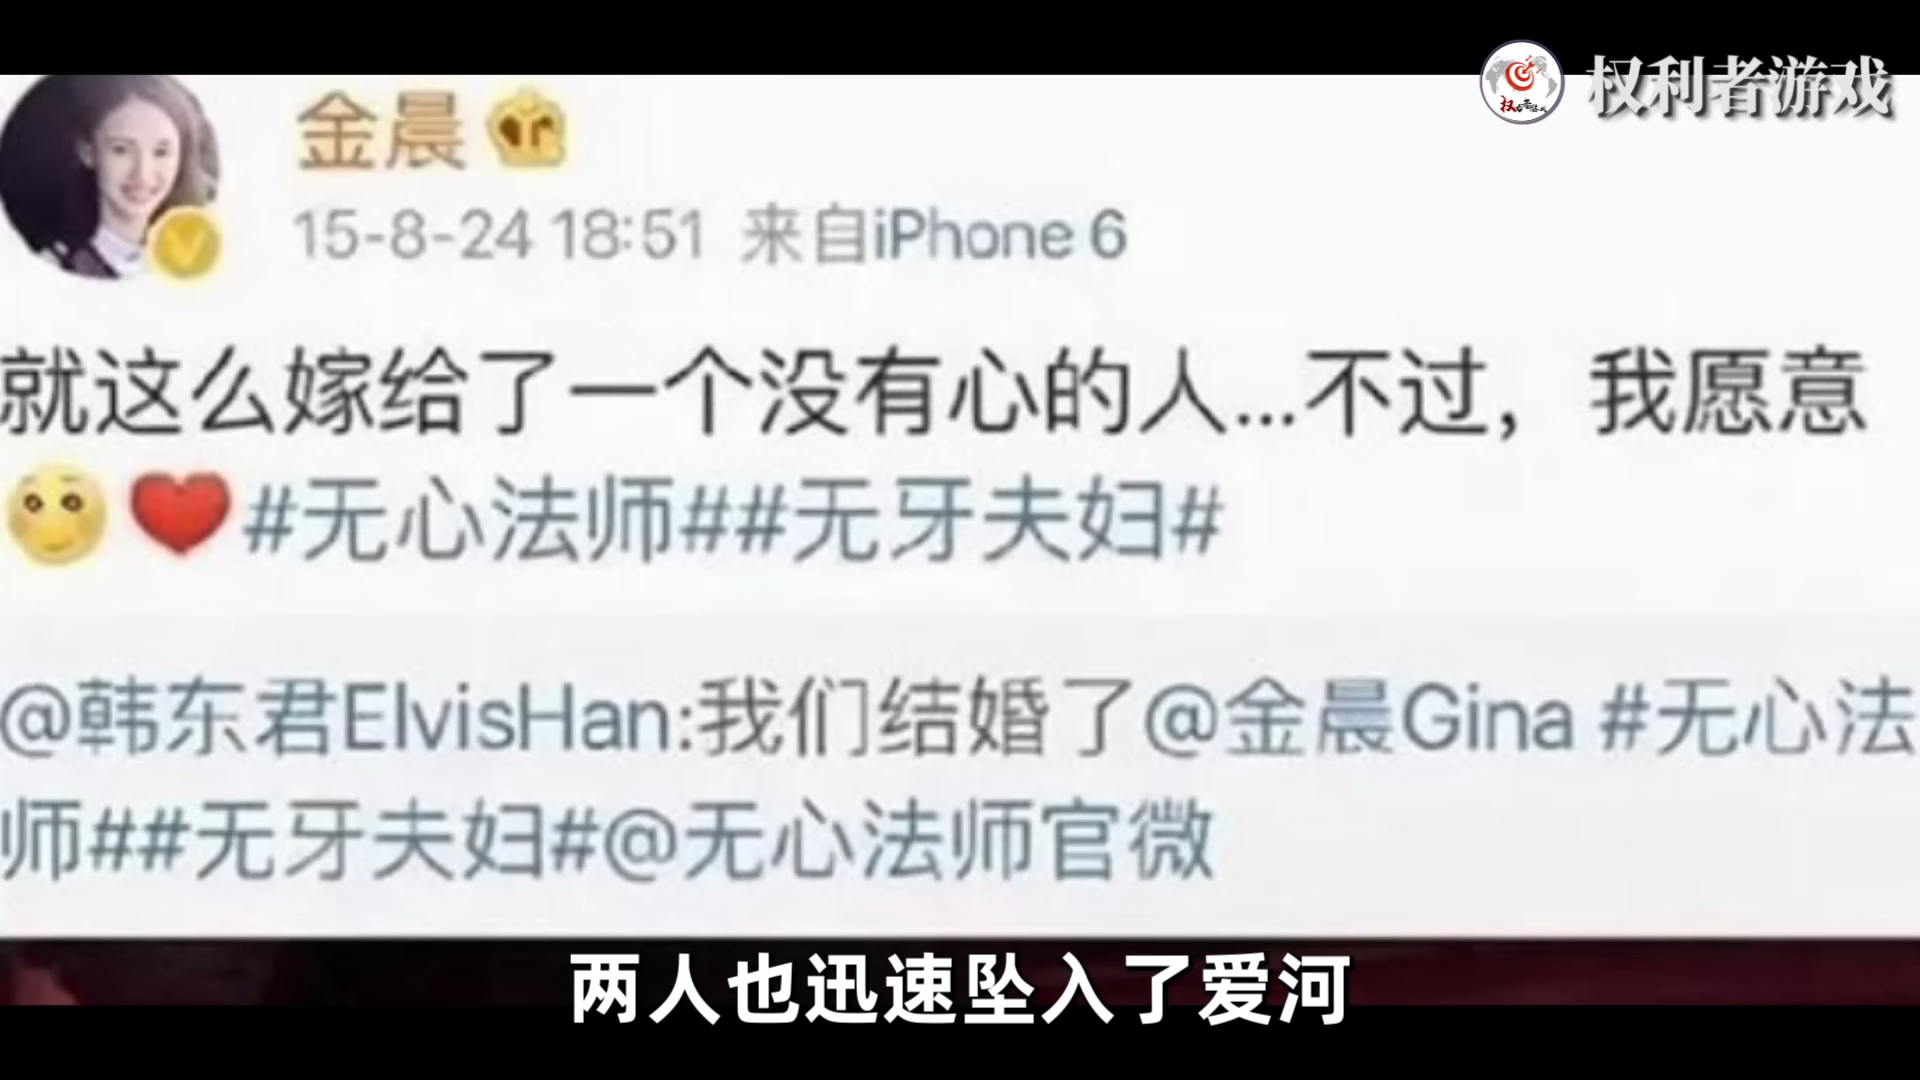 权利者游戏
金晨
15-8-24 18:51 来自iPhone 6
就这么嫁给了一个没有心的人...不过，我愿意
#无心法师##无牙夫妇#
@韩东君ElvisHan:我们结婚了@金晨Gina #无心法
师##无牙夫妇#@无心法师官微
两人也迅速坠入了爱河